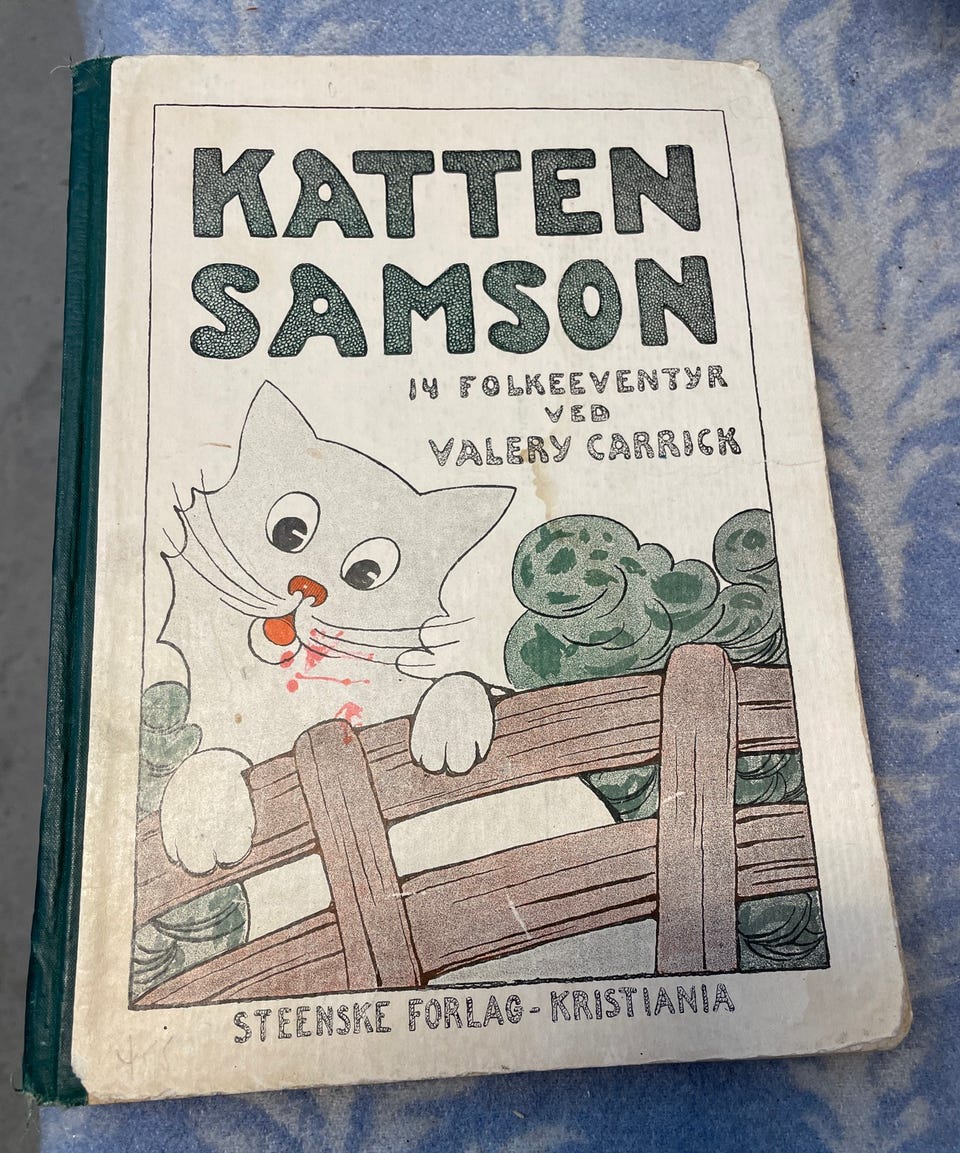 KATTEN
SAMSON
14 FOLKEEVENTYR
VED
VALERY CARRICK
STEENSKE FORLAG - KRISTIANIA